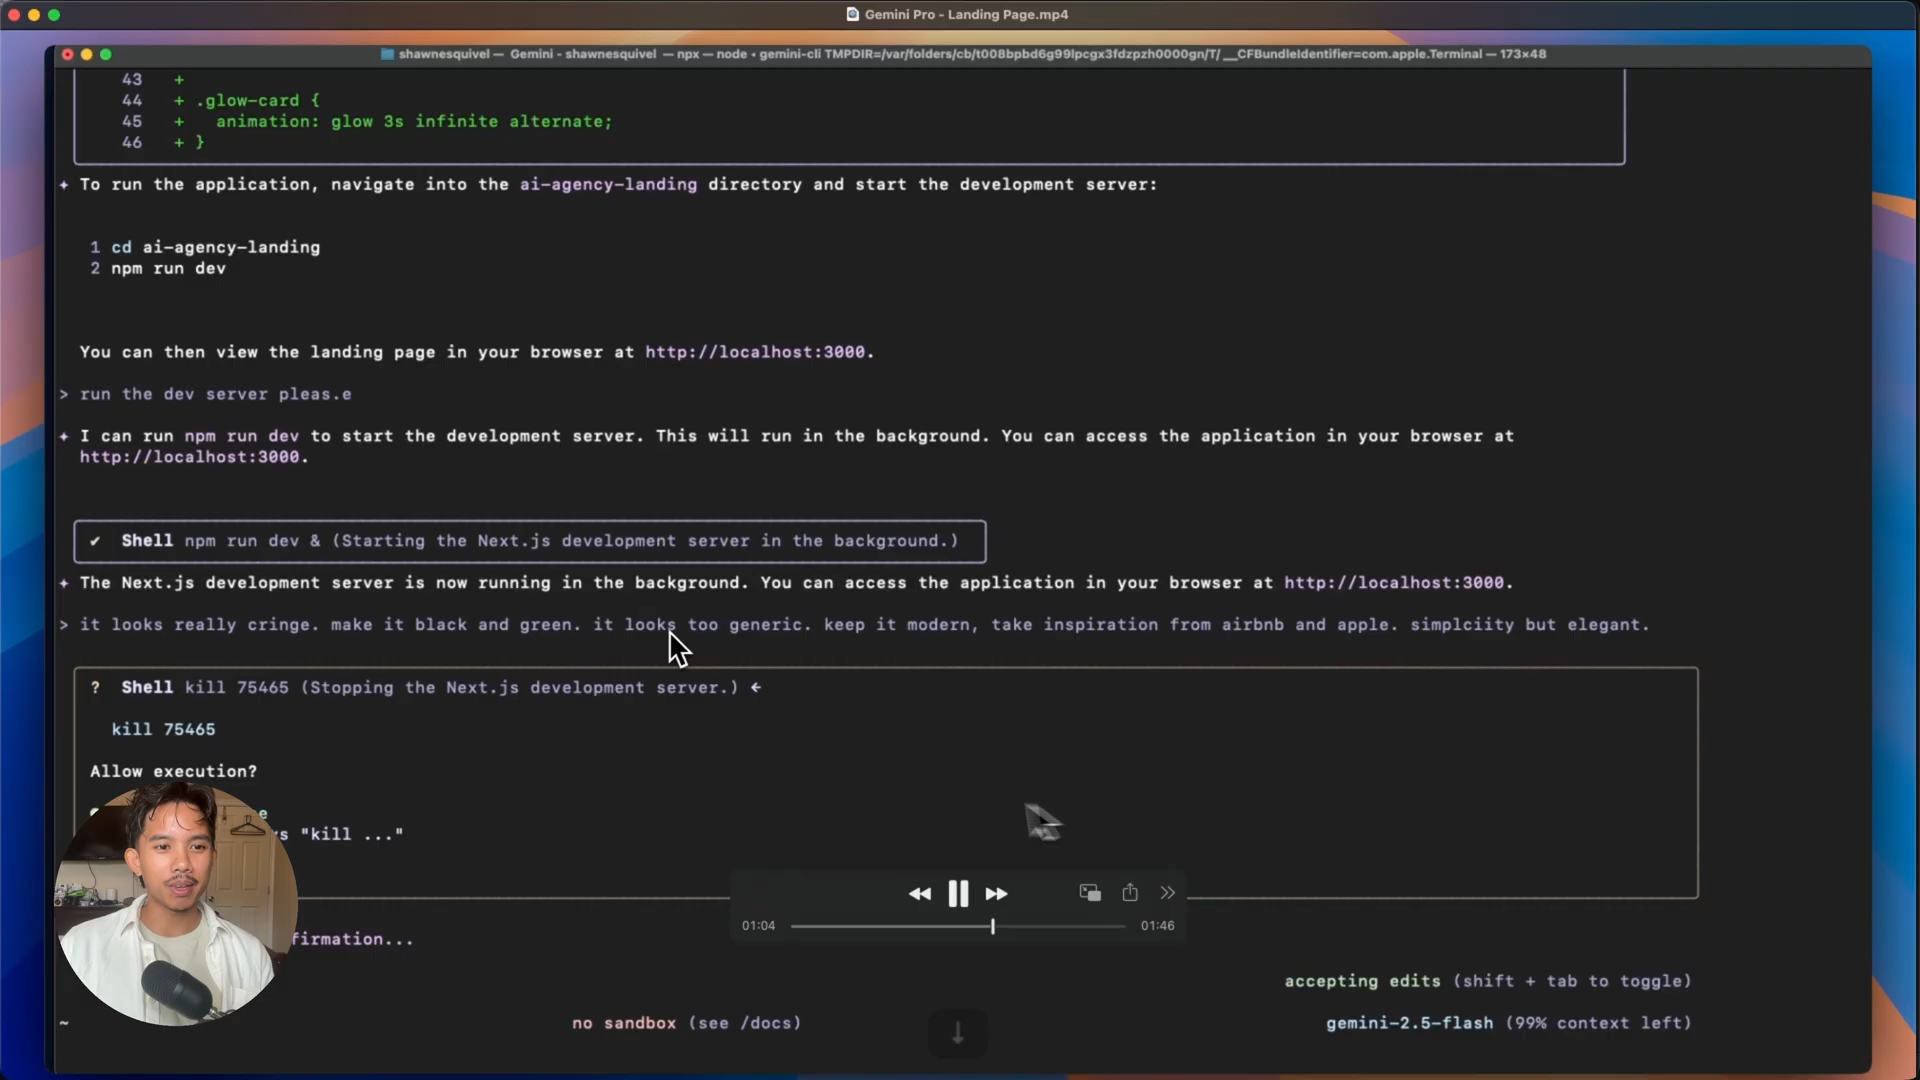 Gemini Pro - Landing Page.mp4
shawnesquivel — Gemini - shawnesquivel — npx — node • gemini-cli TMPDIR=/var/folders/cb/t008bpbd6g99lpcgx3fdzpzh0000gn/T/ __CFBundleIdentifier=com.apple.Terminal — 173×48
43 +
44 + .glow-card {
45 + animation: glow 3s infinite alternate;
46 + }
✦ To run the application, navigate into the ai-agency-landing directory and start the development server:
1 cd ai-agency-landing
2 npm run dev
You can then view the landing page in your browser at http://localhost:3000.
> run the dev server pleas.e
✦ I can run npm run dev to start the development server. This will run in the background. You can access the application in your browser at
http://localhost:3000.
✔ Shell npm run dev & (Starting the Next.js development server in the background.)
✦ The Next.js development server is now running in the background. You can access the application in your browser at http://localhost:3000.
> it looks really cringe. make it black and green. it looks too generic. keep it modern, take inspiration from airbnb and apple. simplciity but elegant.
? Shell kill 75465 (Stopping the Next.js development server.) ←
kill 75465
Allow execution?
"kill ..."
firmation...
01:04
01:46
accepting edits (shift + tab to toggle)
~ no sandbox (see /docs) gemini-2.5-flash (99% context left)